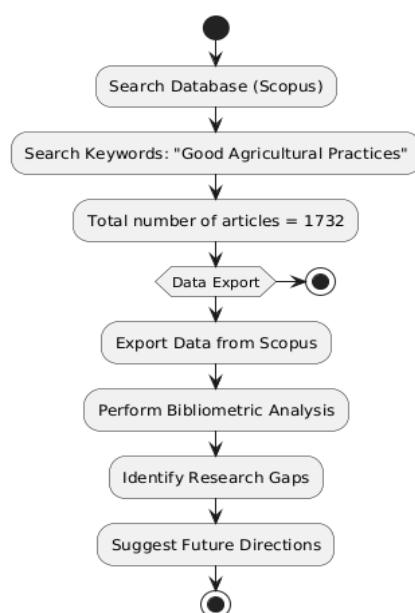 Search Database (Scopus)
Search Keywords: "Good Agricultural Practices"
Total number of articles = 1732
Data Export
Export Data from Scopus
Perform Bibliometric Analysis
Identify Research Gaps
Suggest Future Directions